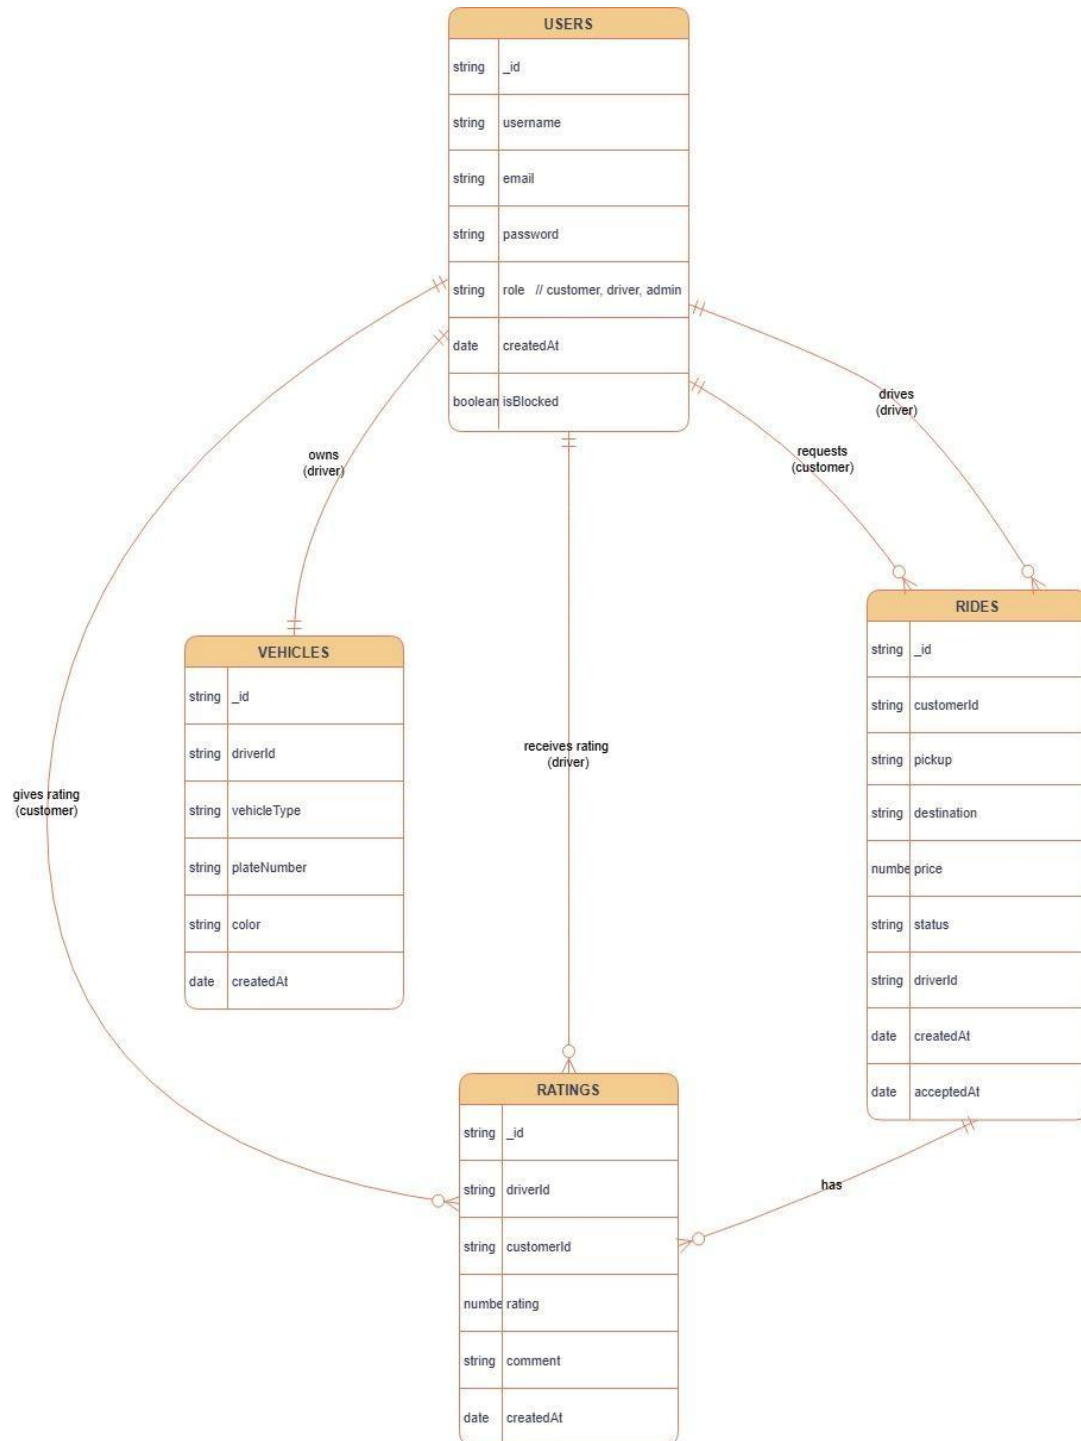 USERS
string _id
string username
string email
string password
string role // customer, driver, admin
date createdAt
boolean isBlocked
drives
(driver)
requests
(customer)
owns
(driver)
receives rating
(driver)
gives rating
(customer)
VEHICLES
string _id
string driverId
string vehicleType
string plateNumber
string color
date createdAt
RIDES
string _id
string customerId
string pickup
string destination
numbe price
string status
string driverId
date createdAt
date acceptedAt
has
RATINGS
string _id
string driverId
string customerId
numbe rating
string comment
date createdAt